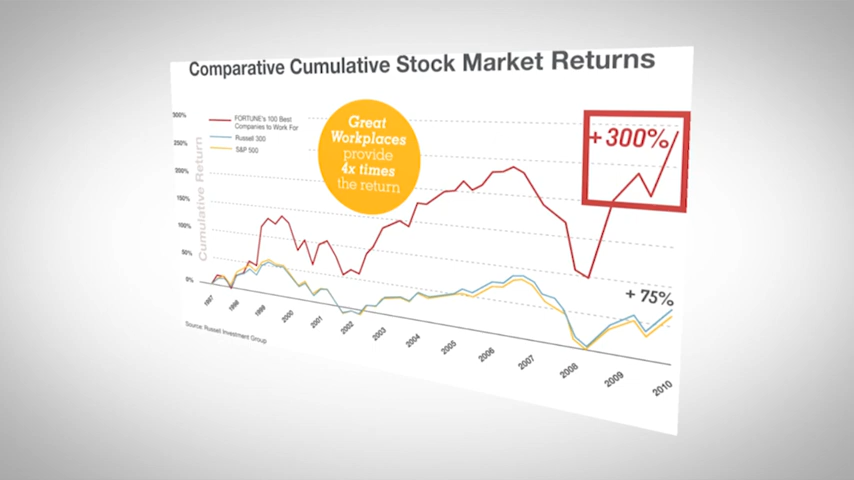 Comparative Cumulative Stock Market Returns
300%
250%
200%
150%
100%
50%
0%
Cumulative Return
FORTUNE's 100 Best
Companies to Work For
Russell 300
S&P 500
Great
Workplaces
provide
4x times
the return
+300%
+ 75%
1997
1998
1999
2000
2001
2002
2003
2004
2005
2006
2007
2008
2009
2010
Source: Russell Investment Group